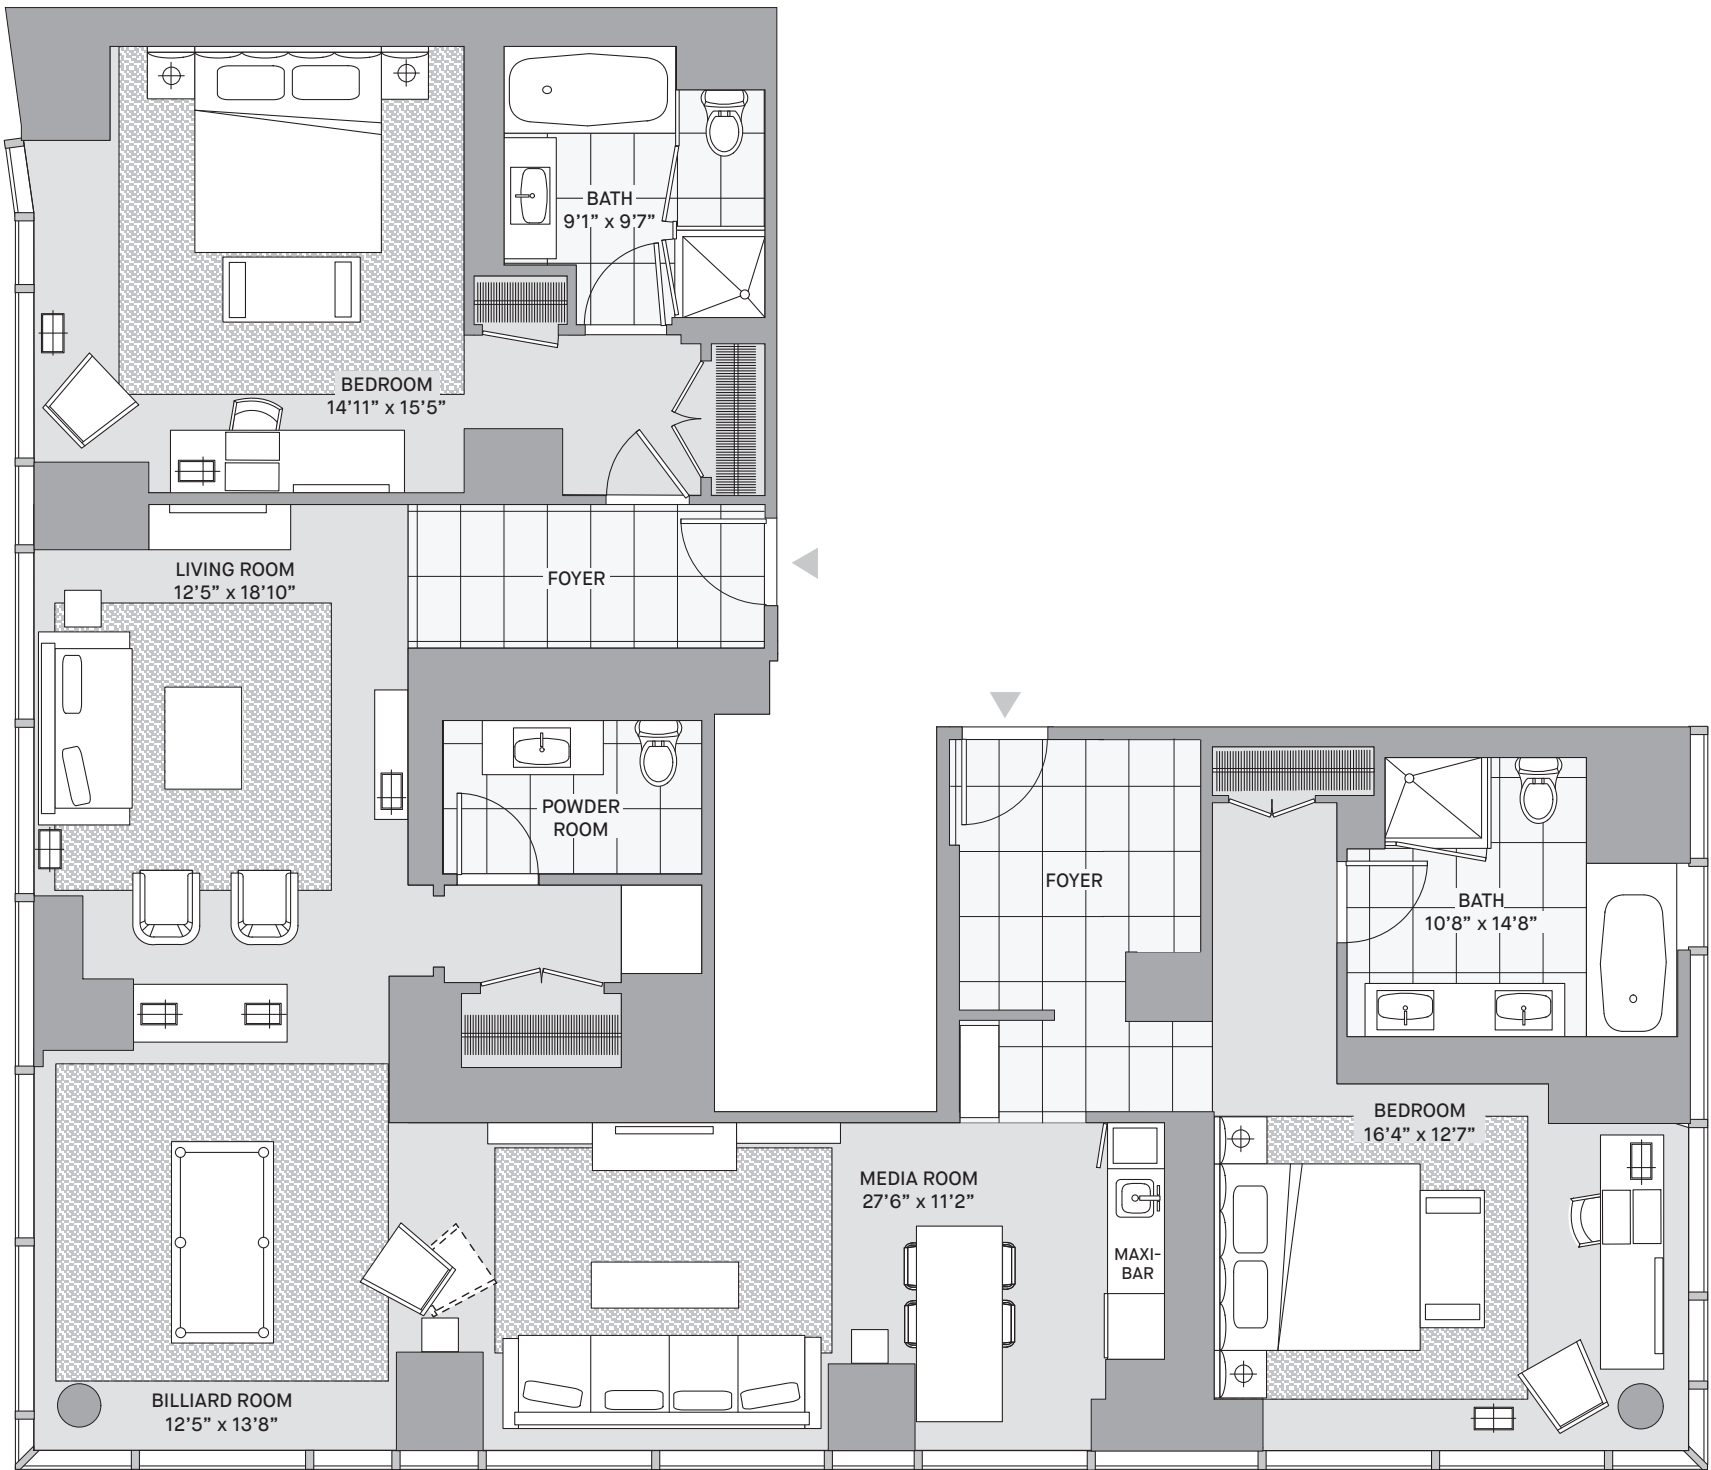 BATH
9’1” x 9’7”
BEDROOM
14’11” x 15’5”
LIVING ROOM
12’5” x 18’10”
FOYER
POWDER
ROOM
FOYER
BATH
10’8” x 14’8”
BEDROOM
16’4” x 12’7”
MEDIA ROOM
27’6” x 11’2”
MAXI-
BAR
BILLIARD ROOM
12’5” x 13’8”